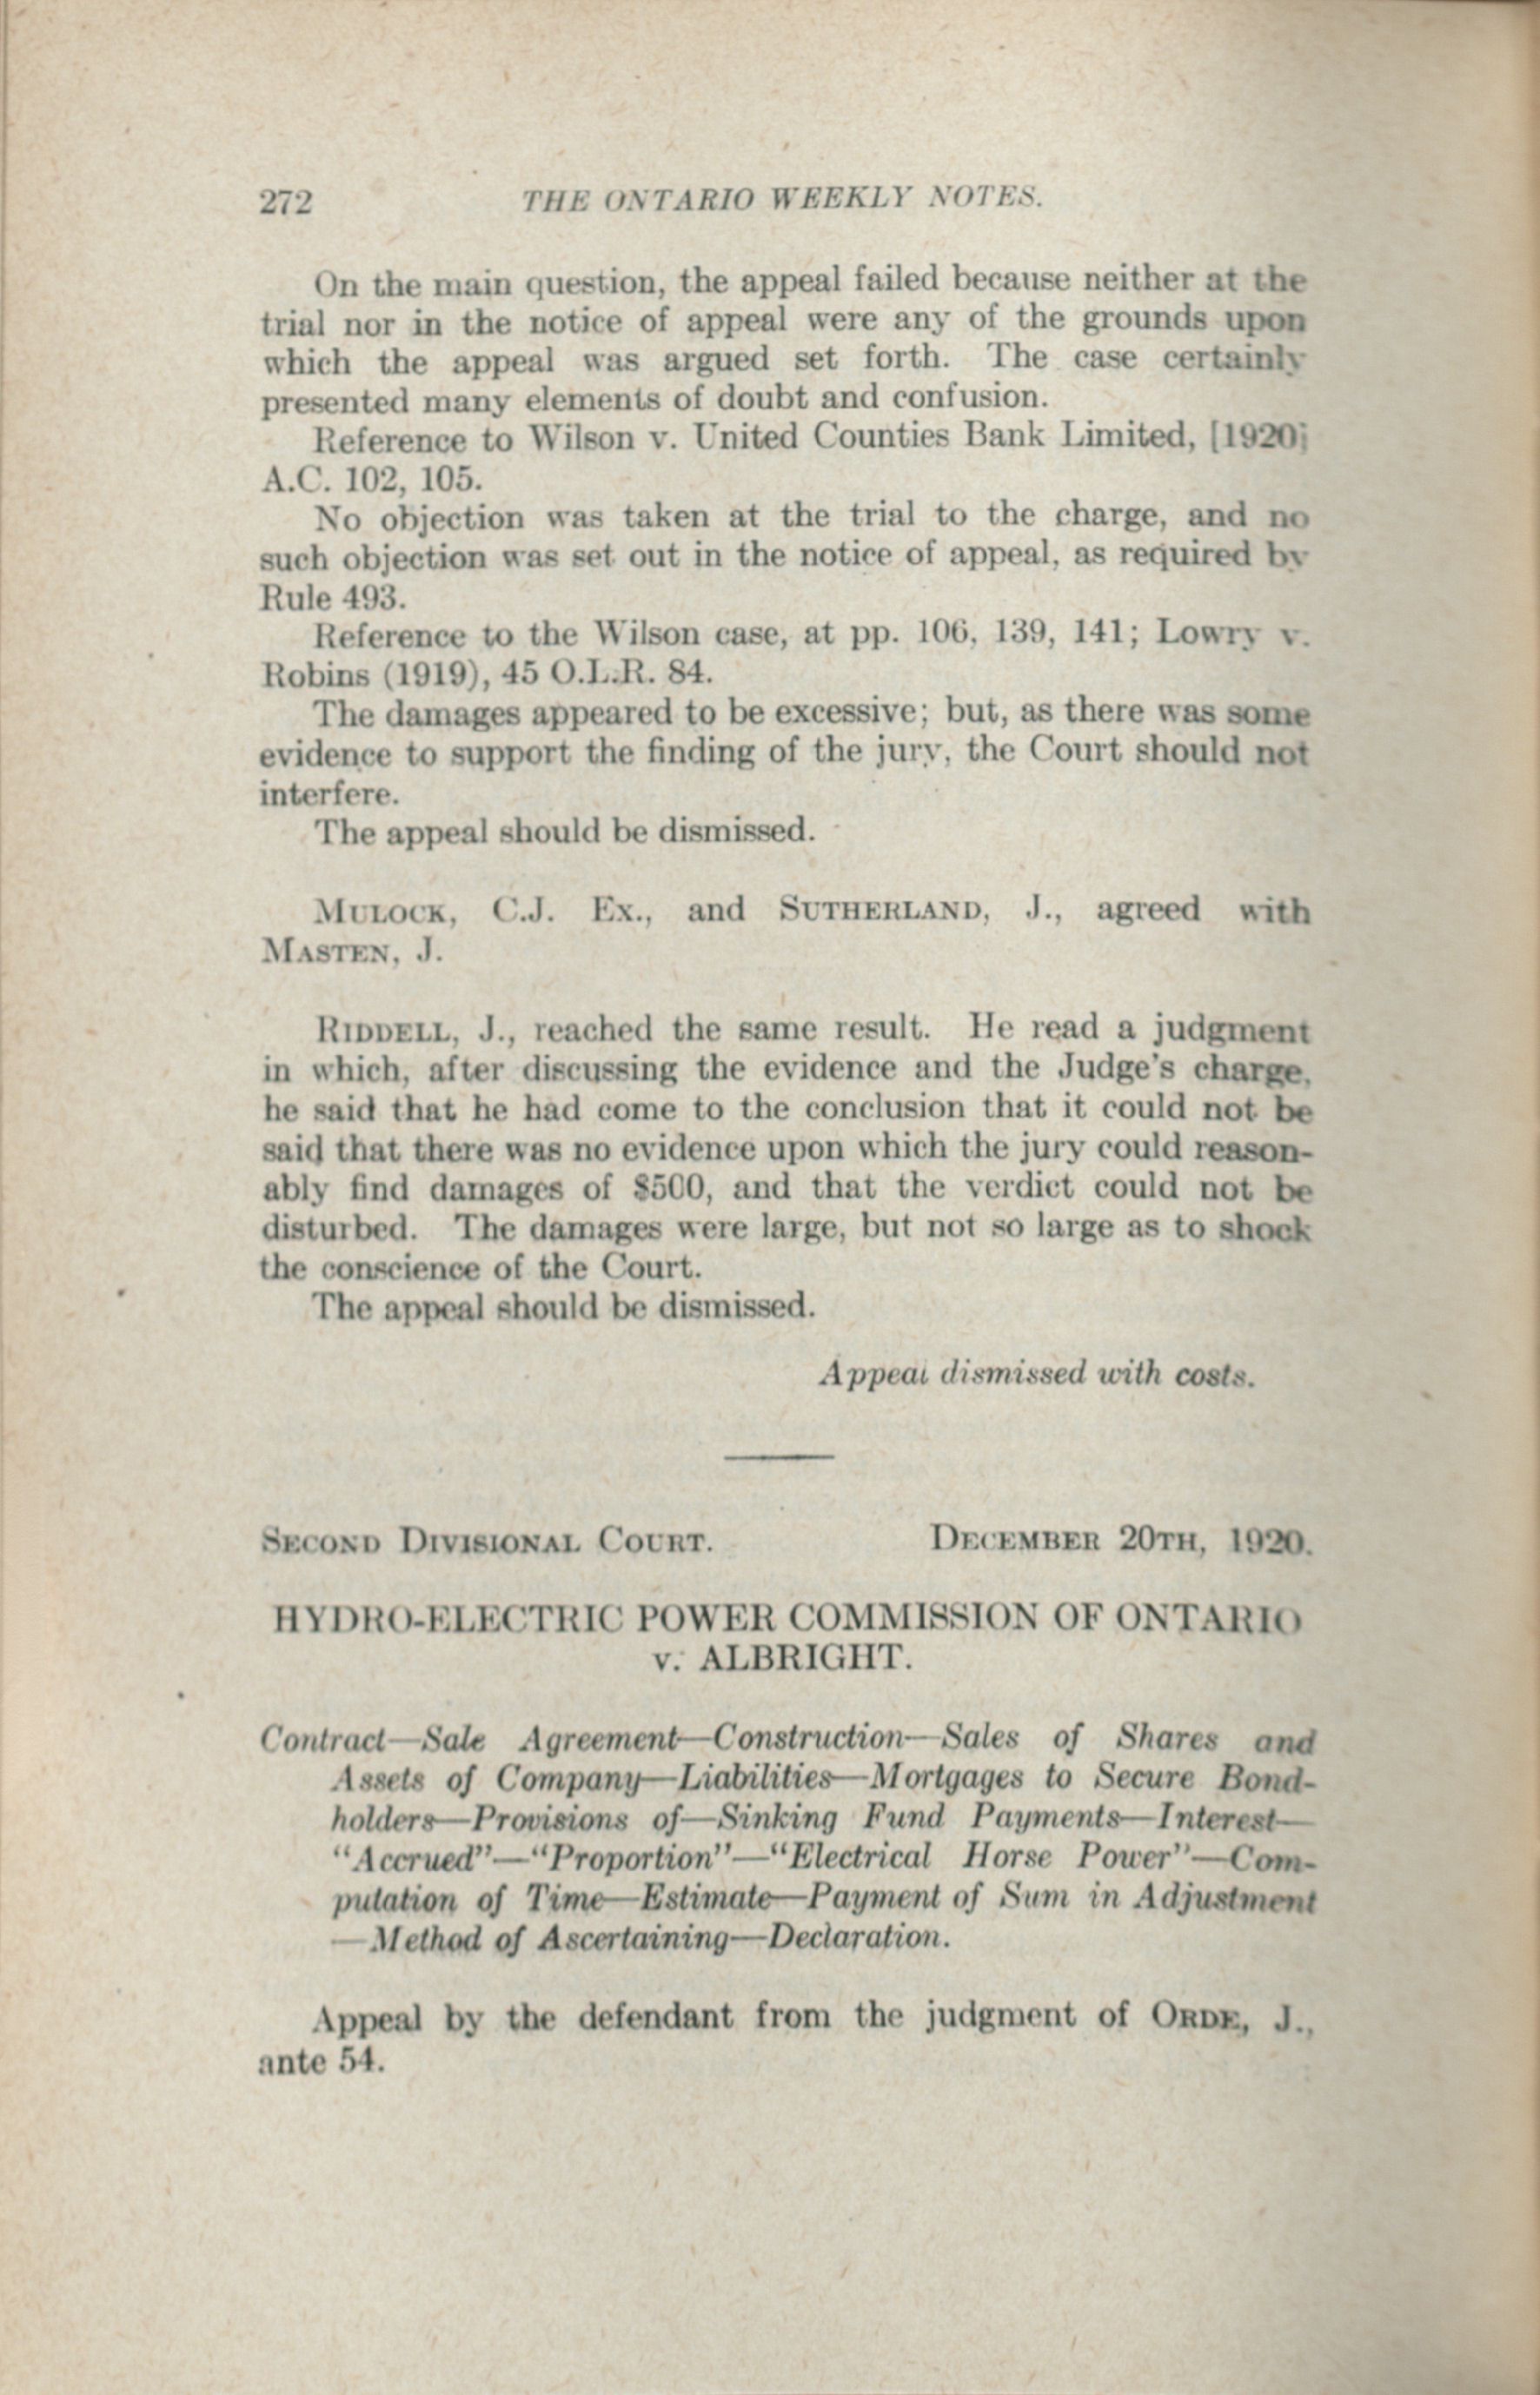 272 THE ONTARIO WEEKLY NOTES.
On the main question, the appeal failed because neither at the
trial nor in the notice of appeal were any of the grounds upon
which the appeal was argued set forth. The case certainly
presented many elements of doubt and confusion.
Reference to Wilson v. United Counties Bank Limited, [1920]
A.C. 102, 105.
No objection was taken at the trial to the charge, and no
such objection was set out in the notice of appeal, as required by
Rule 493.
Reference to the Wilson case, at pp. 106, 139, 141; Lowry v.
Robins (1919), 45 O.L.R. 84.
The damages appeared to be excessive; but, as there was some
evidence to support the finding of the jury, the Court should not
interfere.
The appeal should be dismissed.
MULOCK, C.J. EX., and SUTHERLAND, J., agreed with
MASTEN, J.
RIDDELL, J., reached the same result. He read a judgment
in which, after discussing the evidence and the Judge's charge,
he said that he had come to the conclusion that it could not be
said that there was no evidence upon which the jury could reason-
ably find damages of $500, and that the verdict could not be
disturbed. The damages were large, but not so large as to shock
the conscience of the Court.
The appeal should be dismissed.
Appeal dismissed with costs.
SECOND DIVISIONAL COURT. DECEMBER 20TH, 1920.
HYDRO-ELECTRIC POWER COMMISSION OF ONTARIO
v. ALBRIGHT.
Contract—Sale Agreement—Construction—Sales of Shares and
Assets of Company—Liabilities—Mortgages to Secure Bond-
holders—Provisions of—Sinking Fund Payments—Interest—
"Accrued"—"Proportion"—"Electrical Horse Power"—Com-
putation of Time—Estimate—Payment of Sum in Adjustment
—Method of Ascertaining—Declaration.
Appeal by the defendant from the judgment of ORDE, J.,
ante 54.